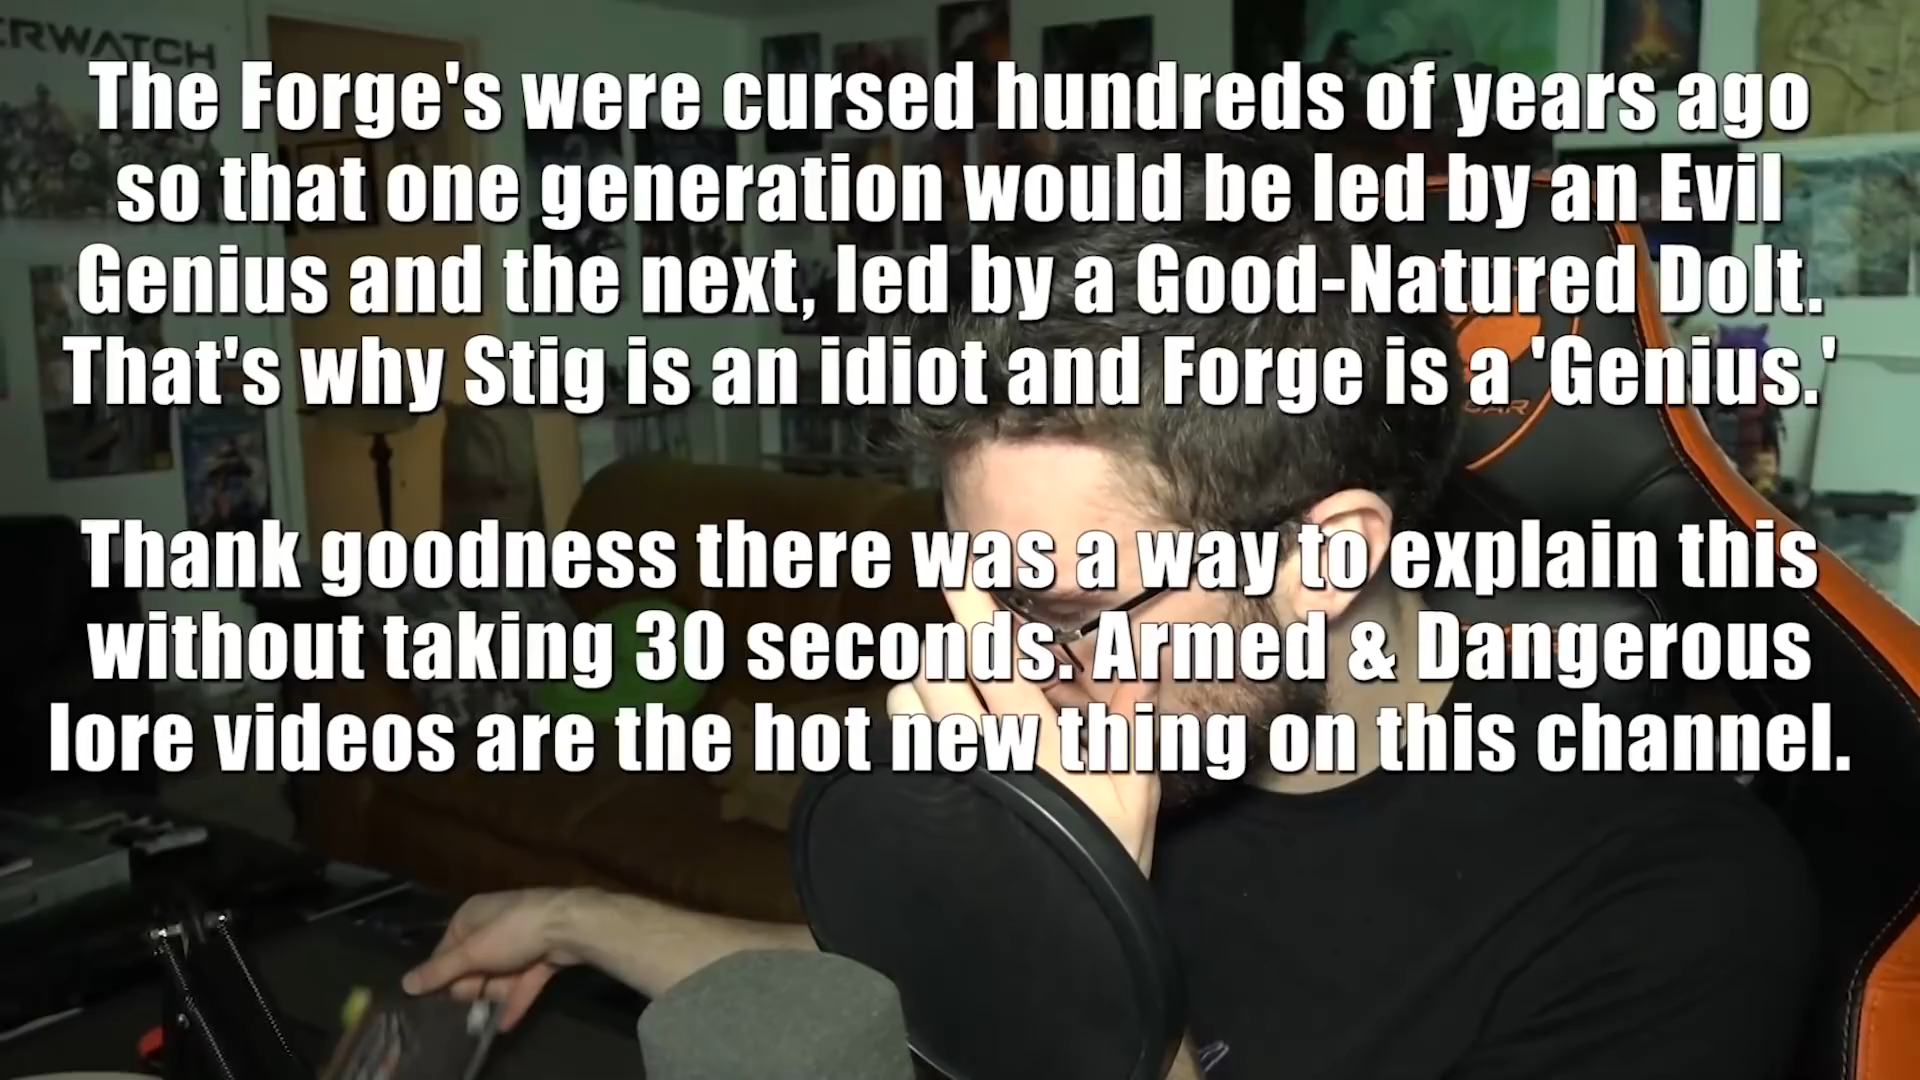 ERWATCH
The Forge's were cursed hundreds of years ago
so that one generation would be led by an Evil
Genius and the next, led by a Good-Natured Dolt.
That's why Stig is an idiot and Forge is a 'Genius.'
Thank goodness there was a way to explain this
without taking 30 seconds. Armed & Dangerous
lore videos are the hot new thing on this channel.